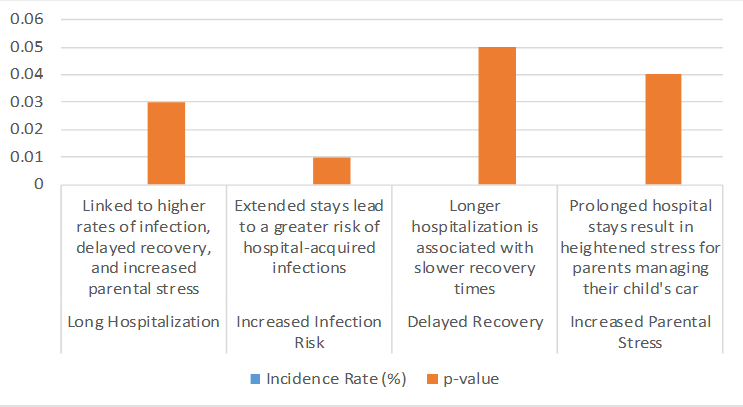 0.06
0.05
0.04
0.03
0.02
0.01
0
Linked to higher
rates of infection,
delayed recovery,
and increased
parental stress
Extended stays lead
to a greater risk of
hospital-acquired
infections
Longer
hospitalization is
associated with
slower recovery
times
Prolonged hospital
stays result in
heightened stress for
parents managing
their child's car
Long Hospitalization
Increased Infection
Risk
Delayed Recovery
Increased Parental
Stress
Incidence Rate (%)
p-value